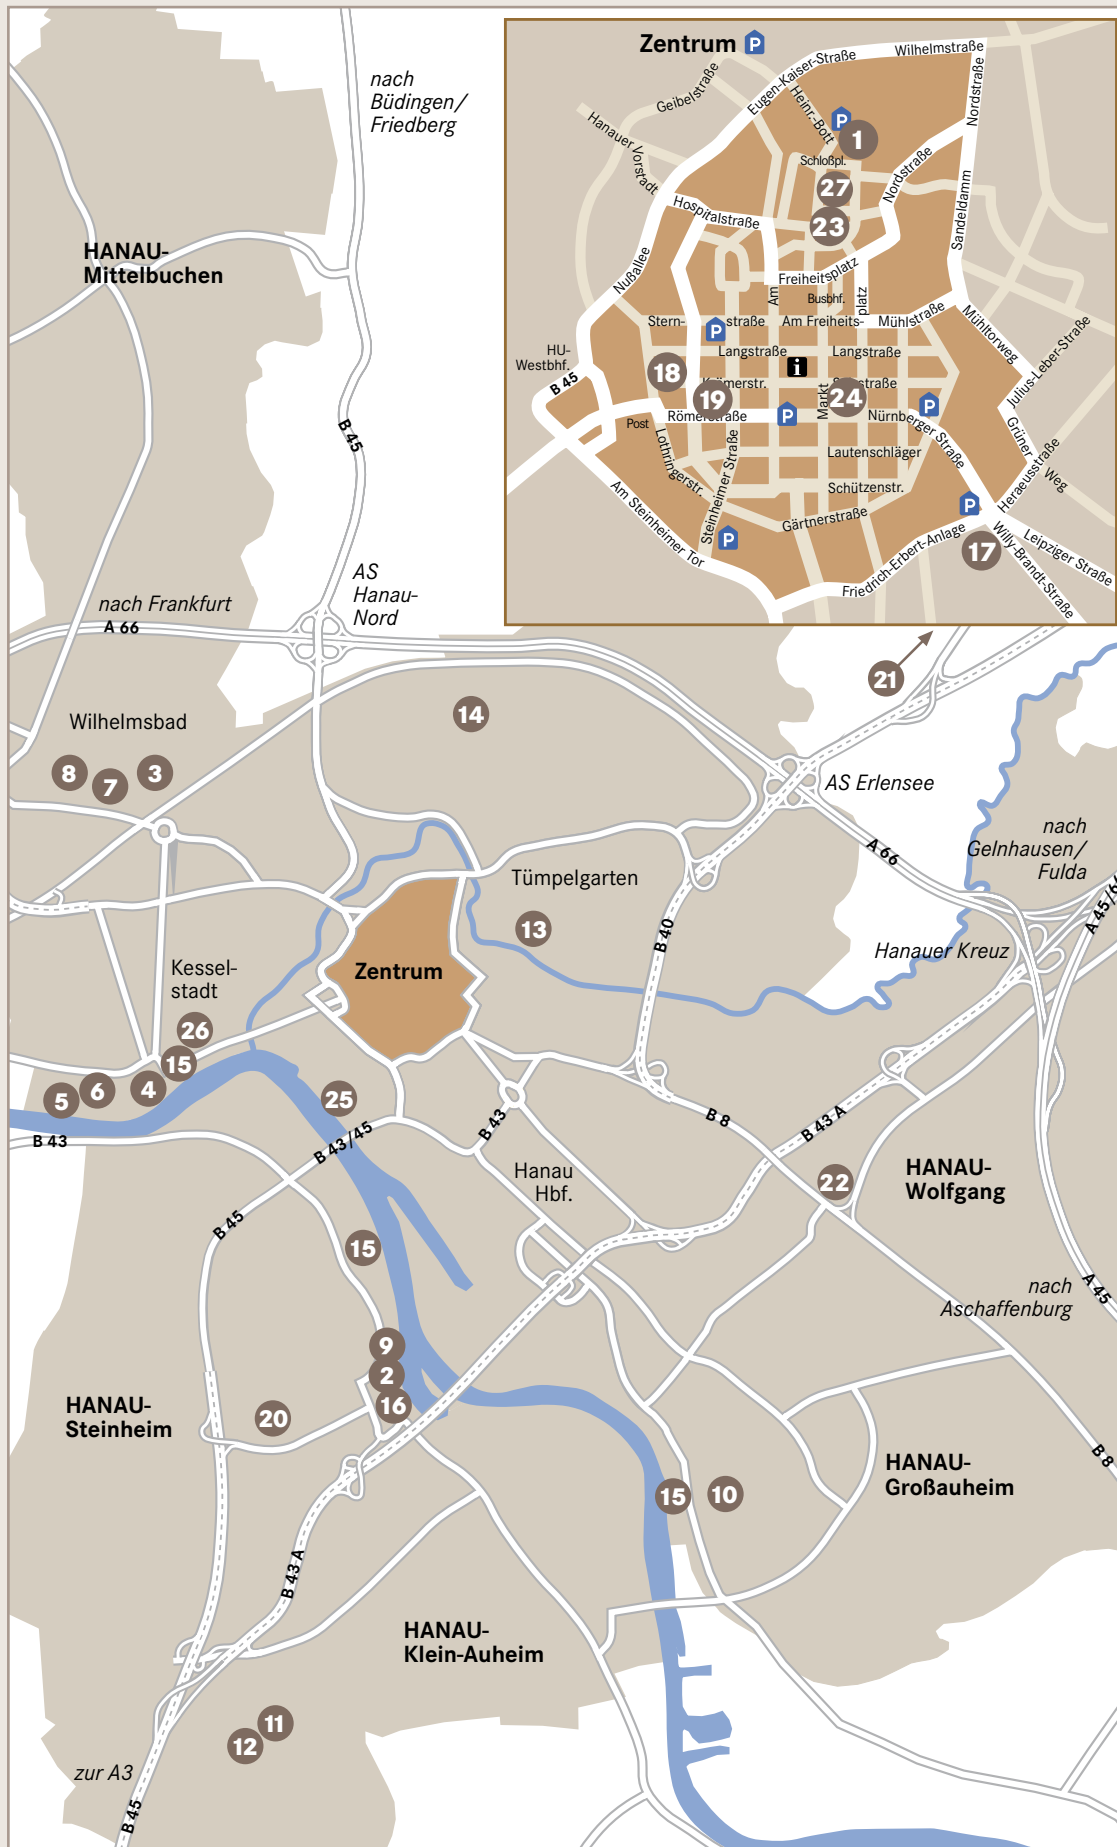 Zentrum P
Wilhelmstraße
Eugen-Kaiser-Straße
Geibelstraße
Heinr.-Bott
Nordstraße
Hanauer Vorstadt
P
1
Schloßpl.
Nordstraße
27
Hospitalstraße
23
Sandeldamm
Nußallee
Freiheitsplatz
Am
Busbhf.
platz
Stern-
straße
Am Freiheits-
Mühlstraße
P
Mühltorweg
Julius-Leber-Straße
HU-
Westbhf.
Langstraße
Langstraße
i
18
B 45
19
Markt
24
straße
P
P
Post
Nürnberger Straße
Grüner Weg
Lothringerstr.
Steinheimer Straße
Lautenschläger
Heraeusstraße
Schützenstr.
Am Steinheimer Tor
P
P
Gärtnerstraße
Friedrich-Erbert-Anlage
17
Willy-Brandt-Straße
Leipziger Straße
nach
Büdingen/
Friedberg
HANAU-
Mittelbuchen
B 45
AS
Hanau-
Nord
nach Frankfurt
A 66
21
14
Wilhelmsbad
8
7
3
AS Erlensee
nach
Gelnhausen/
Fulda
A 66
Tümpelgarten
13
B 40
Hanauer Kreuz
Kessel-
stadt
Zentrum
26
15
5
6
4
25
B 43
B 43/45
B 43
B 8
B 43 A
22
HANAU-
Wolfgang
Hanau
Hbf.
B 45
15
nach
Aschaffenburg
A 45
9
2
16
HANAU-
Steinheim
20
B 8
15
10
HANAU-
Großauheim
B 43 A
HANAU-
Klein-Auheim
11
12
zur A3
B 45